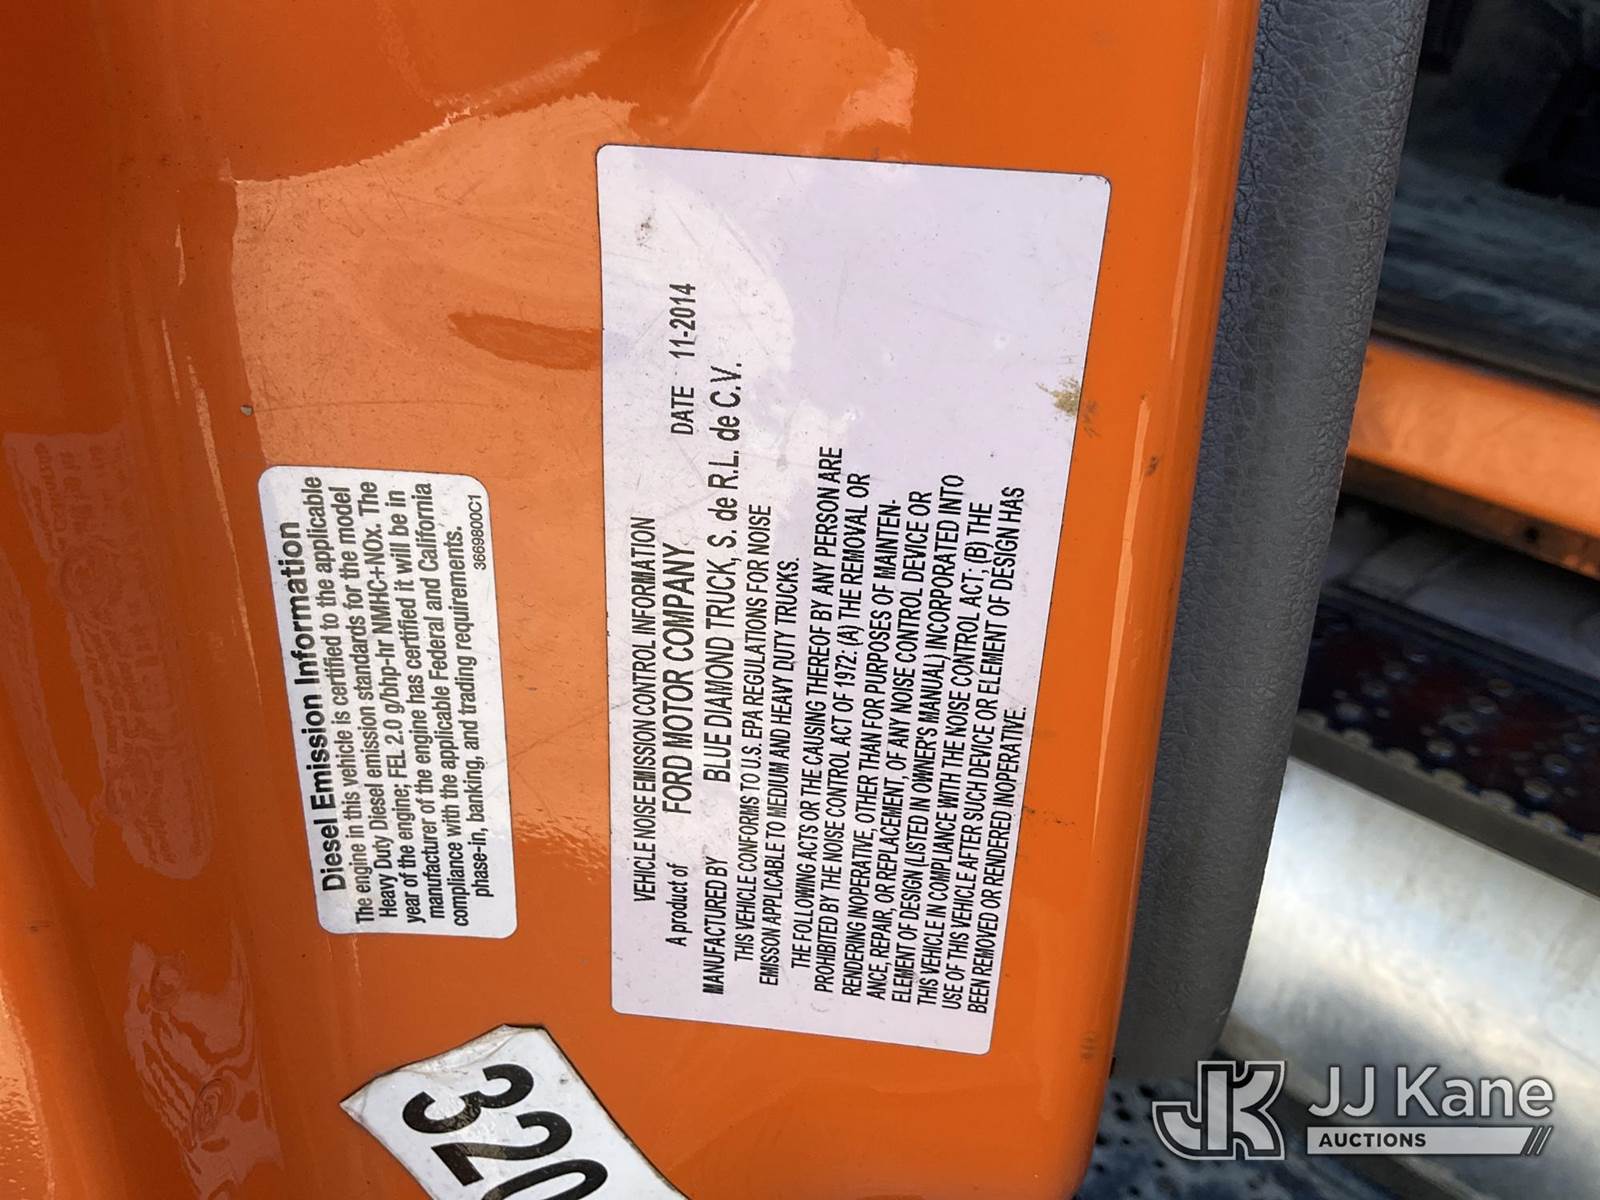 Diesel Emission Information
The engine in this vehicle is certified to the applicable
Heavy Duty Diesel emission standards for the model
year of the engine; FEL 2.0 g/bhp-hr NMHC+NOx. The
manufacturer of the engine has certified it will be in
compliance with the applicable Federal and California
phase-in, banking, and trading requirements.
3669800C1
VEHICLE NOISE EMISSION CONTROL INFORMATION
A product of FORD MOTOR COMPANY DATE 11-2014
MANUFACTURED BY BLUE DIAMOND TRUCK, S. de R.L. de C.V.
THIS VEHICLE CONFORMS TO U.S. EPA REGULATIONS FOR NOISE
EMISSON APPLICABLE TO MEDIUM AND HEAVY DUTY TRUCKS.
THE FOLLOWING ACTS OR THE CAUSING THEREOF BY ANY PERSON ARE
PROHIBITED BY THE NOISE CONTROL ACT OF 1972: (A) THE REMOVAL OR
RENDERING INOPERATIVE, OTHER THAN FOR PURPOSES OF MAINTEN-
ANCE, REPAIR, OR REPLACEMENT, OF ANY NOISE CONTROL DEVICE OR
ELEMENT OF DESIGN (LISTED IN OWNER'S MANUAL) INCORPORATED INTO
THIS VEHICLE IN COMPLIANCE WITH THE NOISE CONTROL ACT; (B) THE
USE OF THIS VEHICLE AFTER SUCH DEVICE OR ELEMENT OF DESIGN HAS
BEEN REMOVED OR RENDERED INOPERATIVE.
320
JK JJ Kane
AUCTIONS